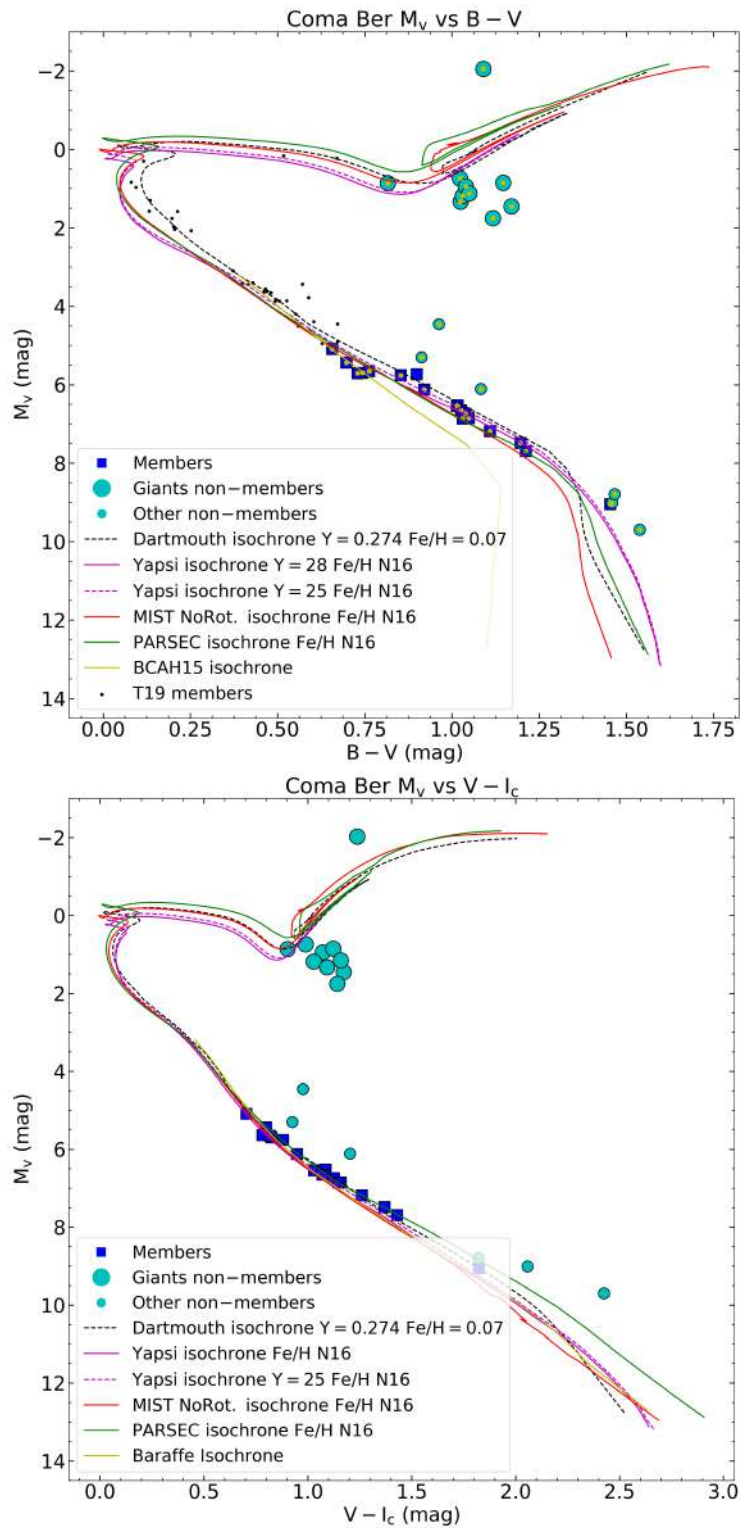 Coma Ber Mv vs B − V
−2
0
2
4
6
8
10
12
14
Mv (mag)
Members
Giants non−members
Other non−members
Dartmouth isochrone Y = 0.274 Fe/H = 0.07
Yapsi isochrone Y = 28 Fe/H N16
Yapsi isochrone Y = 25 Fe/H N16
MIST NoRot. isochrone Fe/H N16
PARSEC isochrone Fe/H N16
BCAH15 isochrone
T19 members
0.00 0.25 0.50 0.75 1.00 1.25 1.50 1.75
B − V (mag)
Coma Ber Mv vs V − Ic
−2
0
2
4
6
8
10
12
14
Mv (mag)
Members
Giants non−members
Other non−members
Dartmouth isochrone Y = 0.274 Fe/H = 0.07
Yapsi isochrone Fe/H N16
Yapsi isochrone Y = 25 Fe/H N16
MIST NoRot. isochrone Fe/H N16
PARSEC isochrone Fe/H N16
Baraffe Isochrone
0.0 0.5 1.0 1.5 2.0 2.5 3.0
V − Ic (mag)